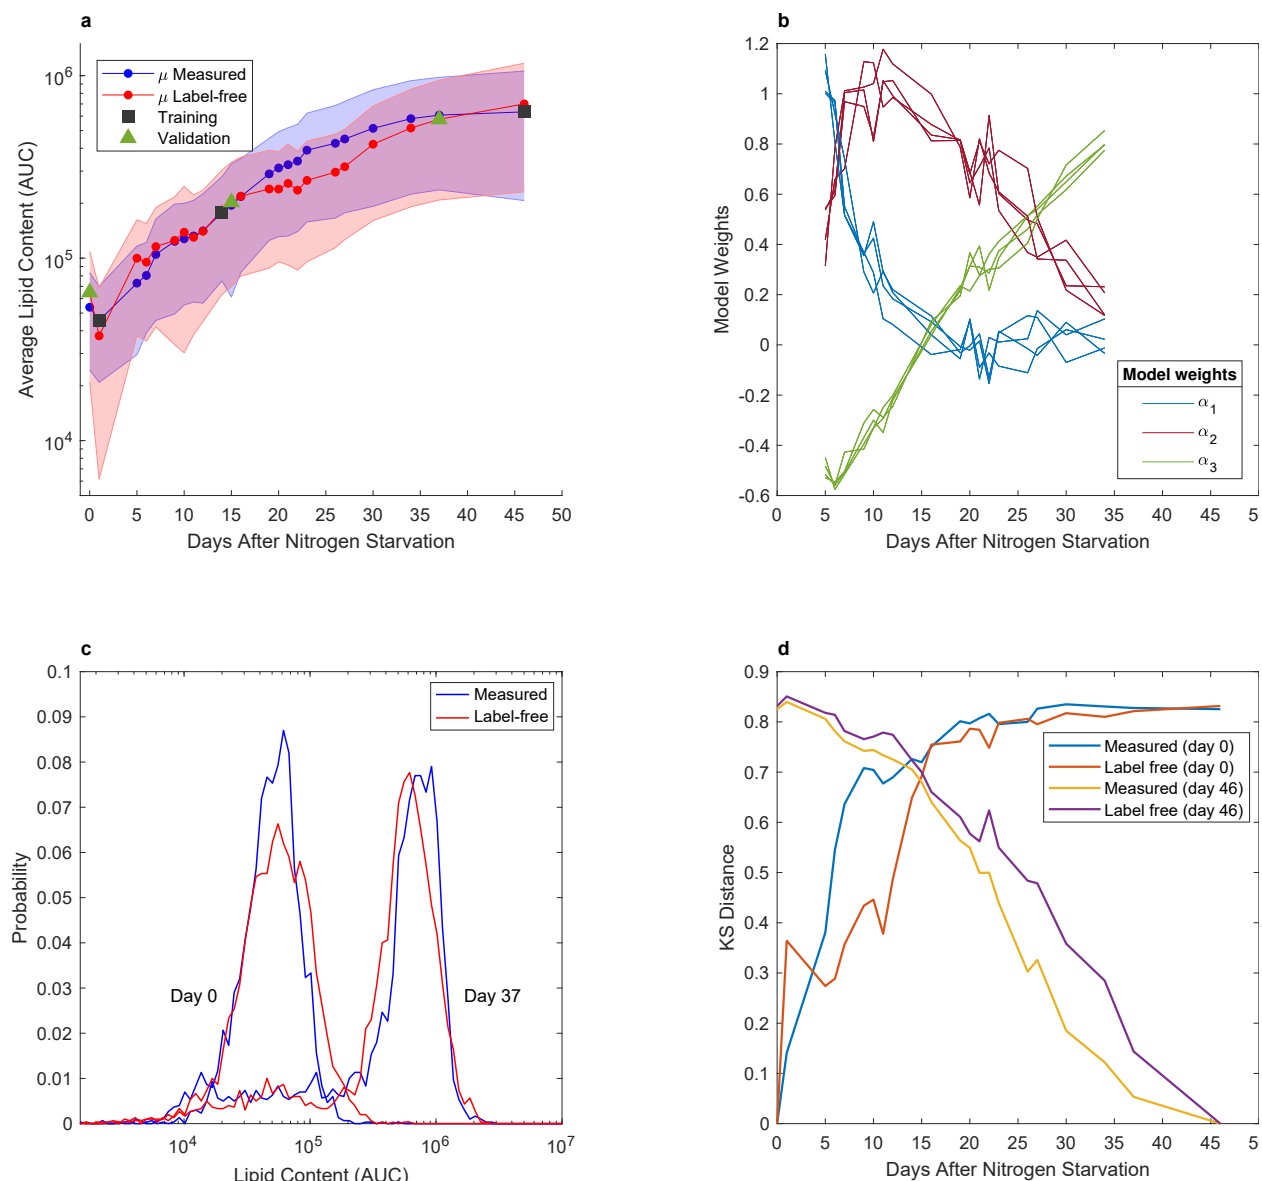 a
μ Measured
μ Label-free
Training
Validation
10^6
10^5
10^4
Average Lipid Content (AUC)
0 5 10 15 20 25 30 35 40 45 50
Days After Nitrogen Starvation
b
1.2
1
0.8
0.6
0.4
0.2
0
-0.2
-0.4
-0.6
Model Weights
Model weights
α_1
α_2
α_3
0 5 10 15 20 25 30 35 40 45 5
Days After Nitrogen Starvation
c
0.1
0.09
0.08
0.07
0.06
0.05
0.04
0.03
0.02
0.01
0
Probability
Measured
Label-free
Day 0
Day 37
10^4 10^5 10^6 10^7
Lipid Content (AUC)
d
0.9
0.8
0.7
0.6
0.5
0.4
0.3
0.2
0.1
0
KS Distance
Measured (day 0)
Label free (day 0)
Measured (day 46)
Label free (day 46)
0 5 10 15 20 25 30 35 40 45 5
Days After Nitrogen Starvation